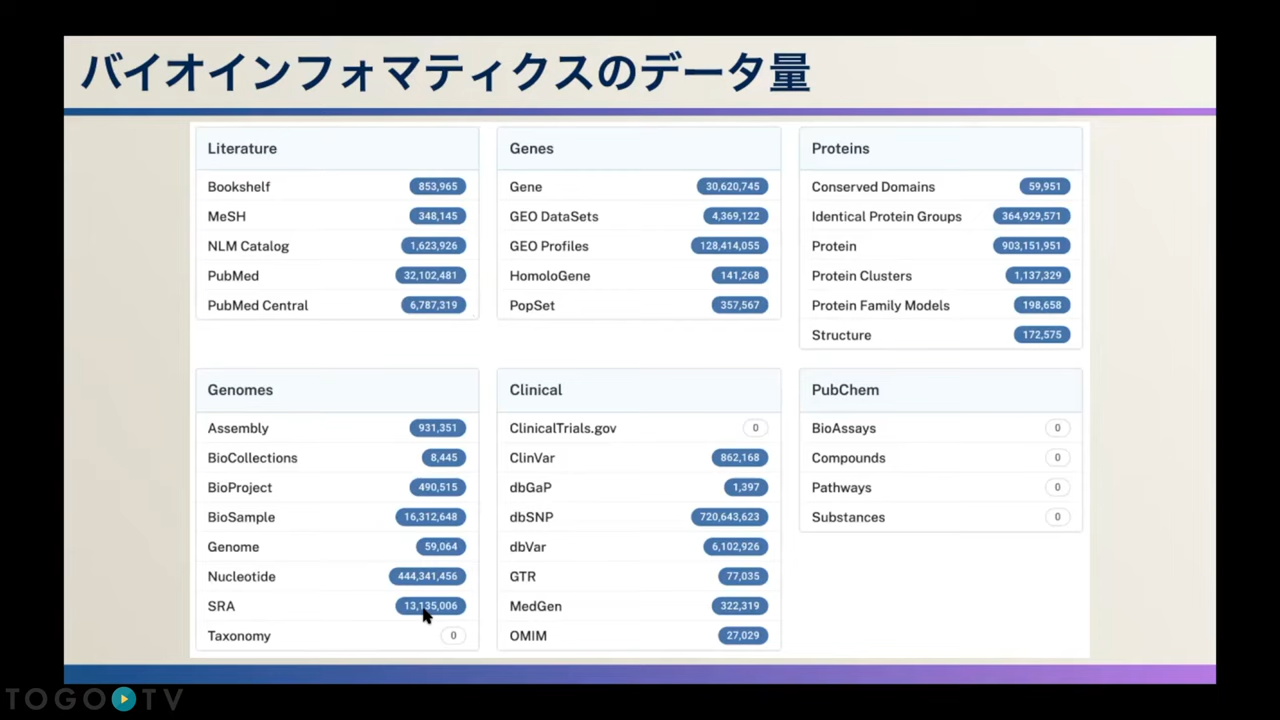 バイオインフォマティクスのデータ量
Literature
Bookshelf 853,965
MeSH 348,145
NLM Catalog 1,623,926
PubMed 32,102,481
PubMed Central 6,787,319
Genes
Gene 30,620,745
GEO DataSets 4,369,122
GEO Profiles 128,414,055
HomoloGene 141,268
PopSet 357,567
Proteins
Conserved Domains 59,951
Identical Protein Groups 364,929,571
Protein 903,151,951
Protein Clusters 1,137,329
Protein Family Models 198,658
Structure 172,575
Genomes
Assembly 931,351
BioCollections 8,445
BioProject 490,515
BioSample 16,312,648
Genome 59,064
Nucleotide 444,341,456
SRA 13,135,006
Taxonomy 0
Clinical
ClinicalTrials.gov 0
ClinVar 862,168
dbGaP 1,397
dbSNP 720,643,623
dbVar 6,102,926
GTR 77,035
MedGen 322,319
OMIM 27,029
PubChem
BioAssays 0
Compounds 0
Pathways 0
Substances 0
TOGO TV